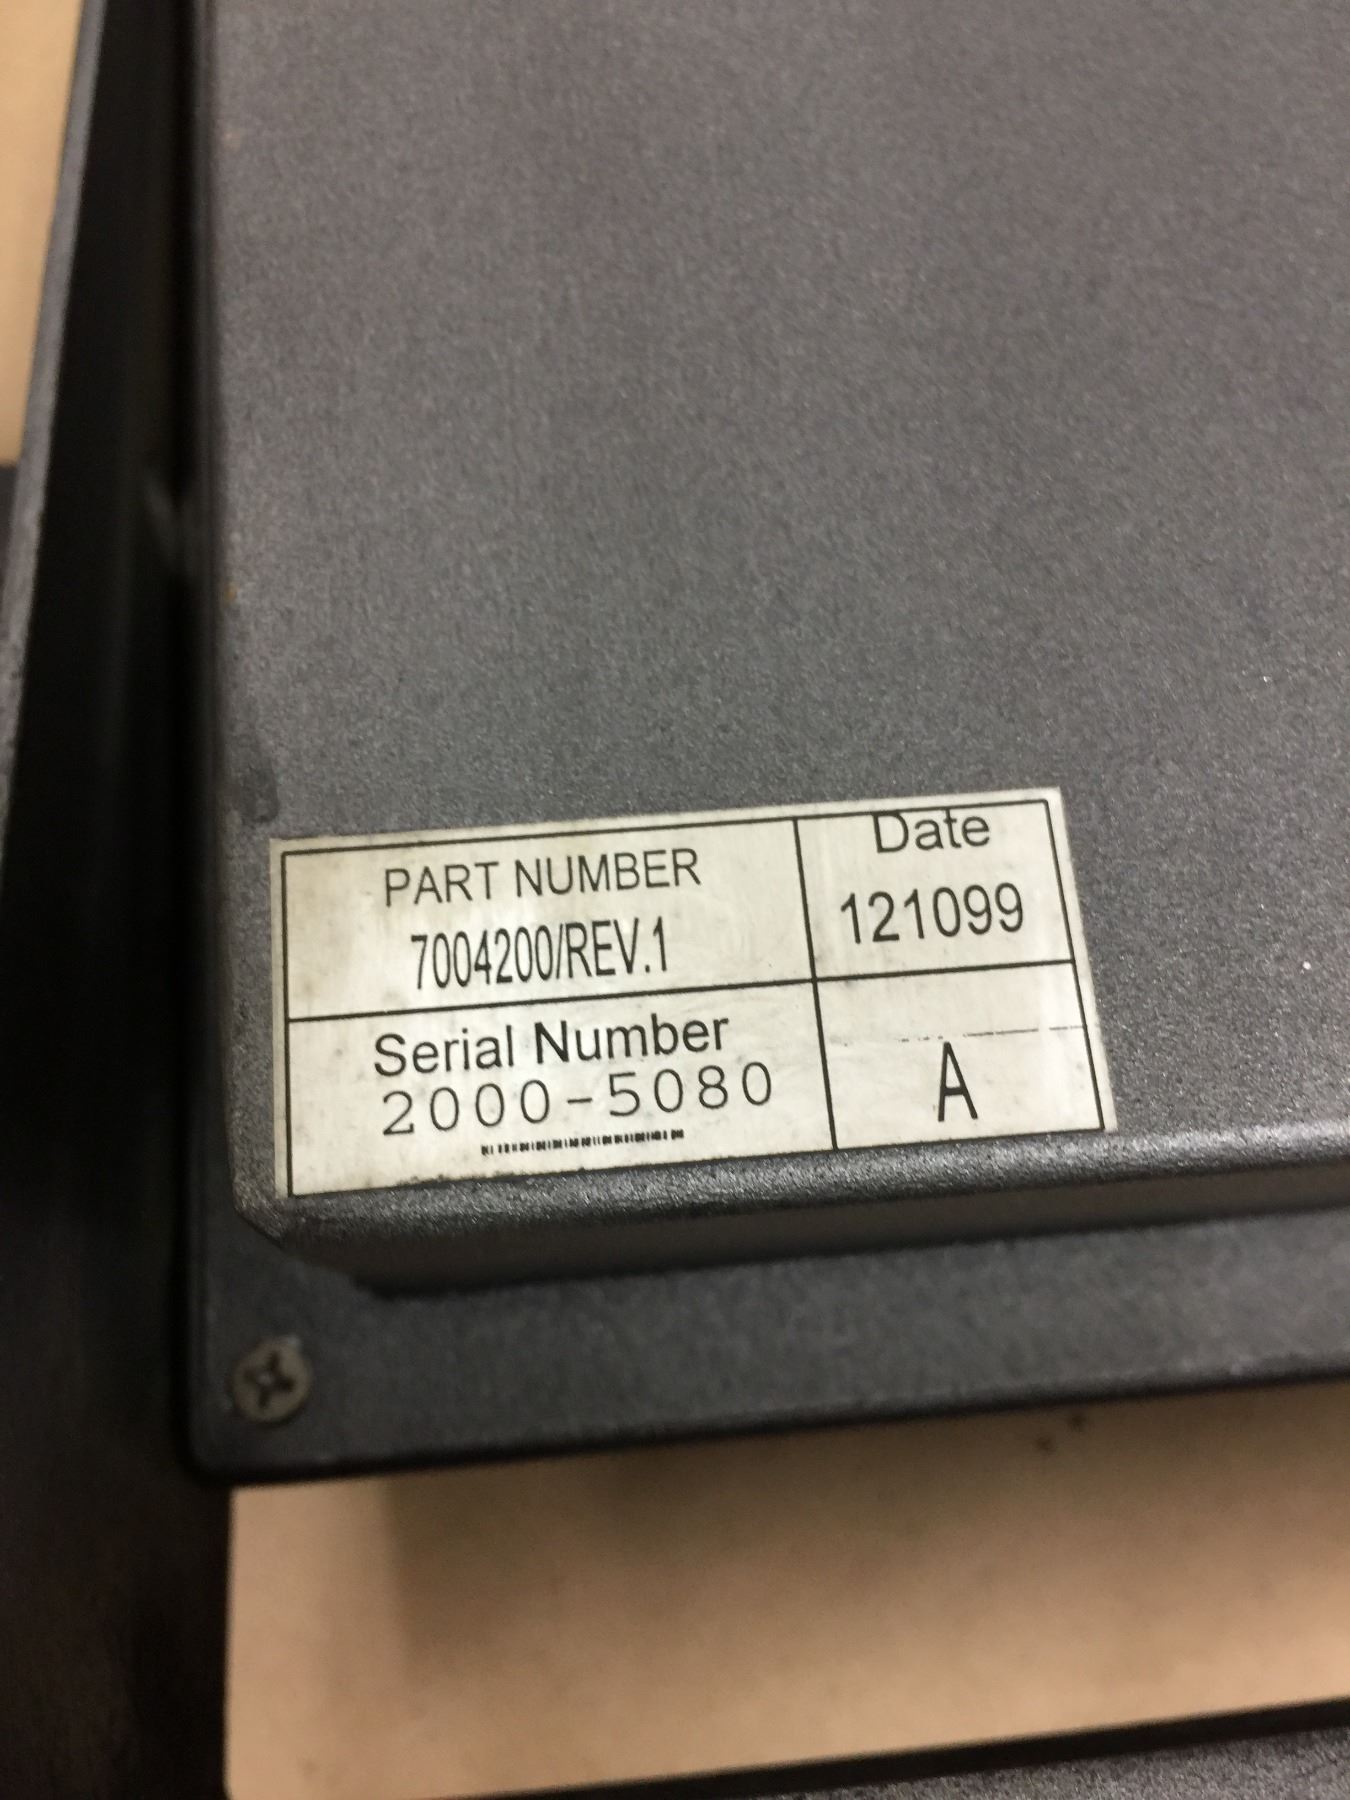 PART NUMBER
7004200/REV.1
Date
121099
Serial Number
2000-5080
A